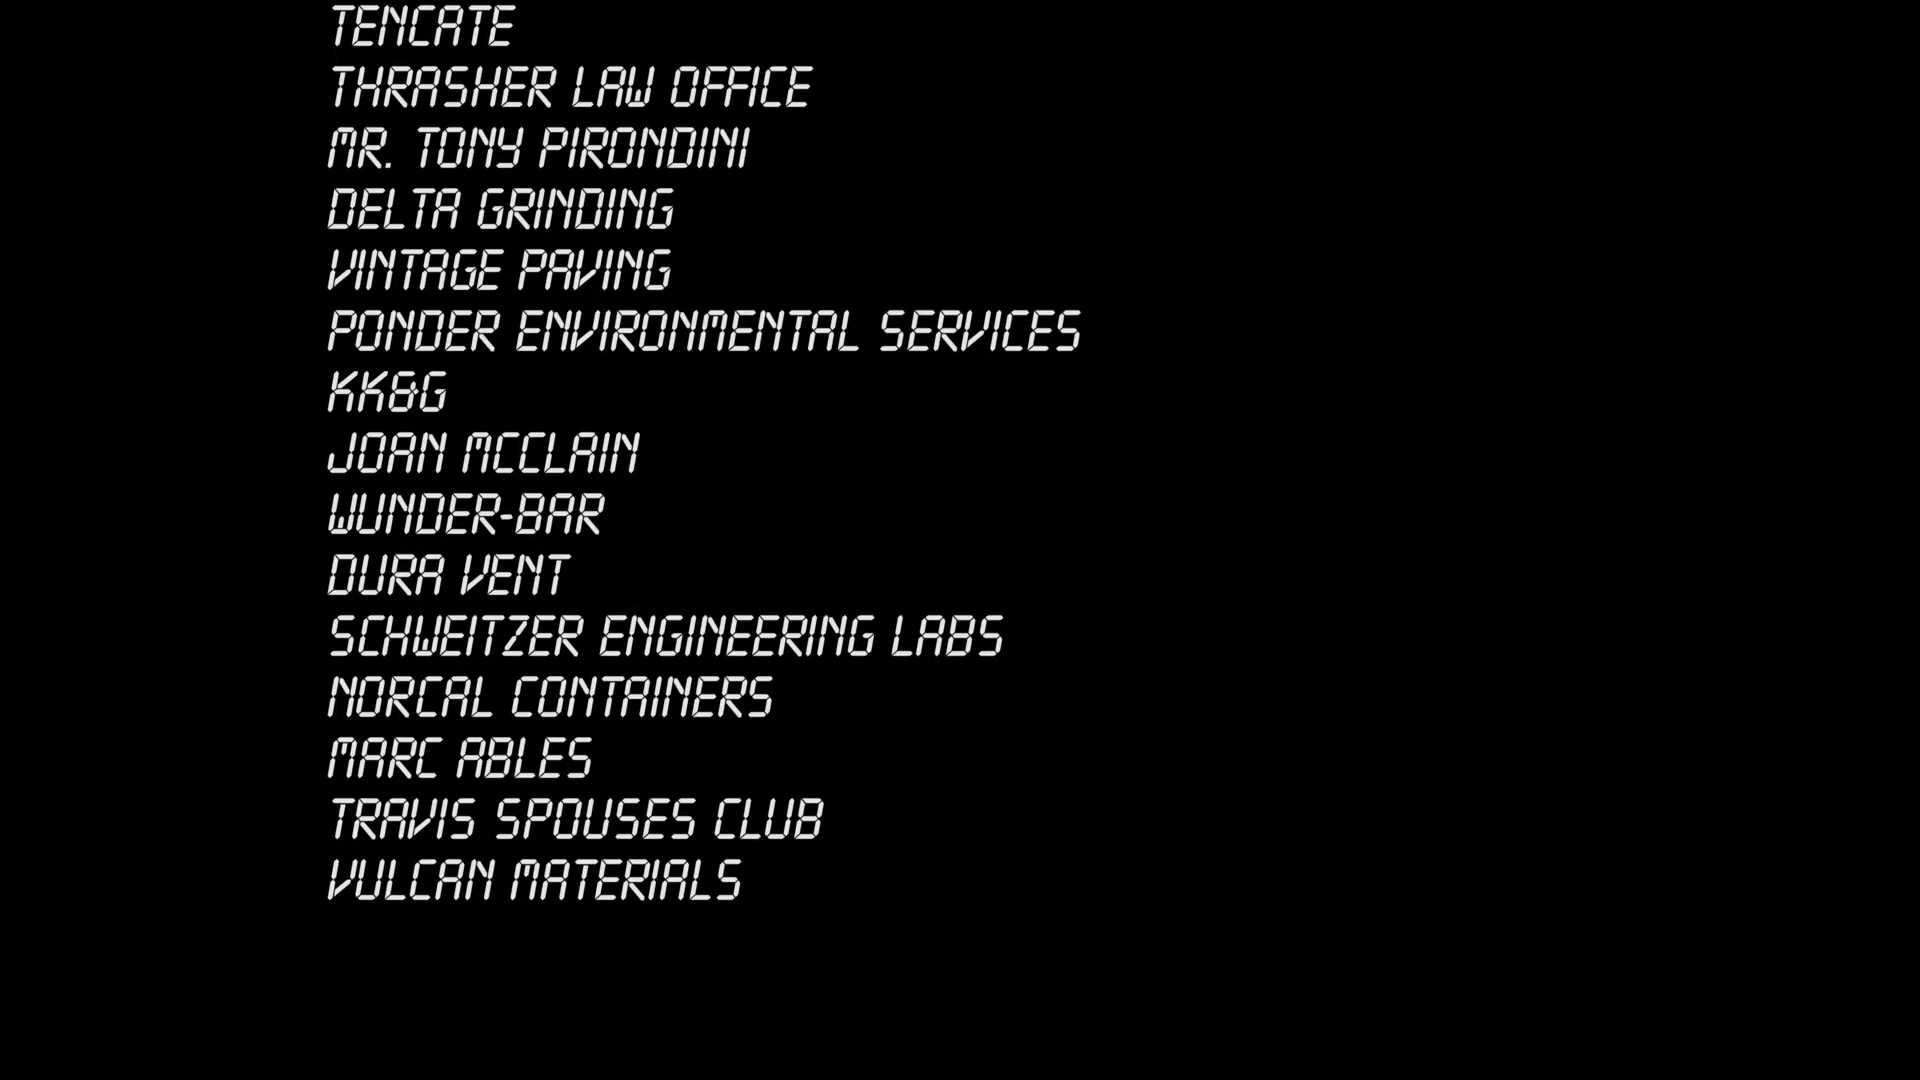 TENCATE
THRASHER LAW OFFICE
MR. TONY PIRONDINI
DELTA GRINDING
VINTAGE PAVING
PONDER ENVIRONMENTAL SERVICES
KK&G
JOAN MCCLAIN
WUNDER-BAR
DURA VENT
SCHWEITZER ENGINEERING LABS
NORCAL CONTAINERS
MARC ABLES
TRAVIS SPOUSES CLUB
VULCAN MATERIALS